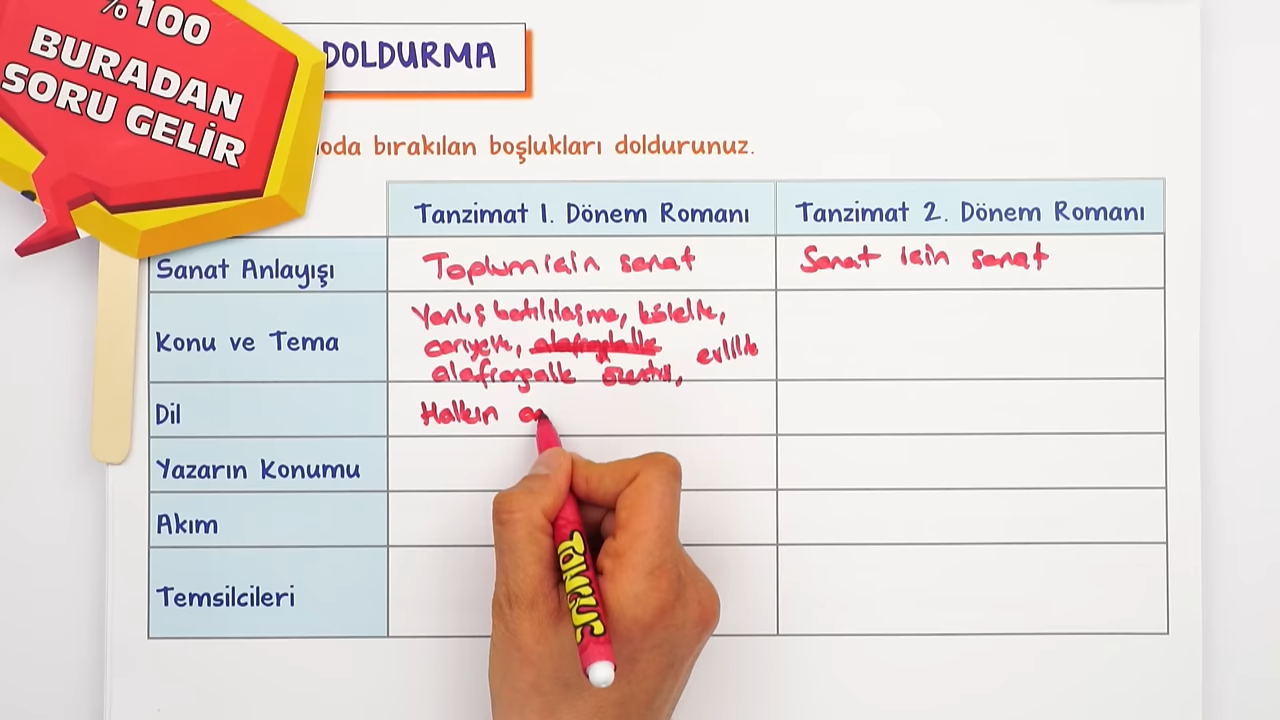 %100
BURADAN
SORU GELİR
DOLDURMA
loda bırakılan boşlukları doldurunuz.
Tanzimat 1. Dönem Romanı
Tanzimat 2. Dönem Romanı
Sanat Anlayışı
Toplum için sanat
Sanat için sanat
Konu ve Tema
Yanlış batılılaşma, kölelik,
cariyelik, evlilik
alafrangalık
Dil
Halkın
Yazarın Konumu
Akım
Temsilcileri